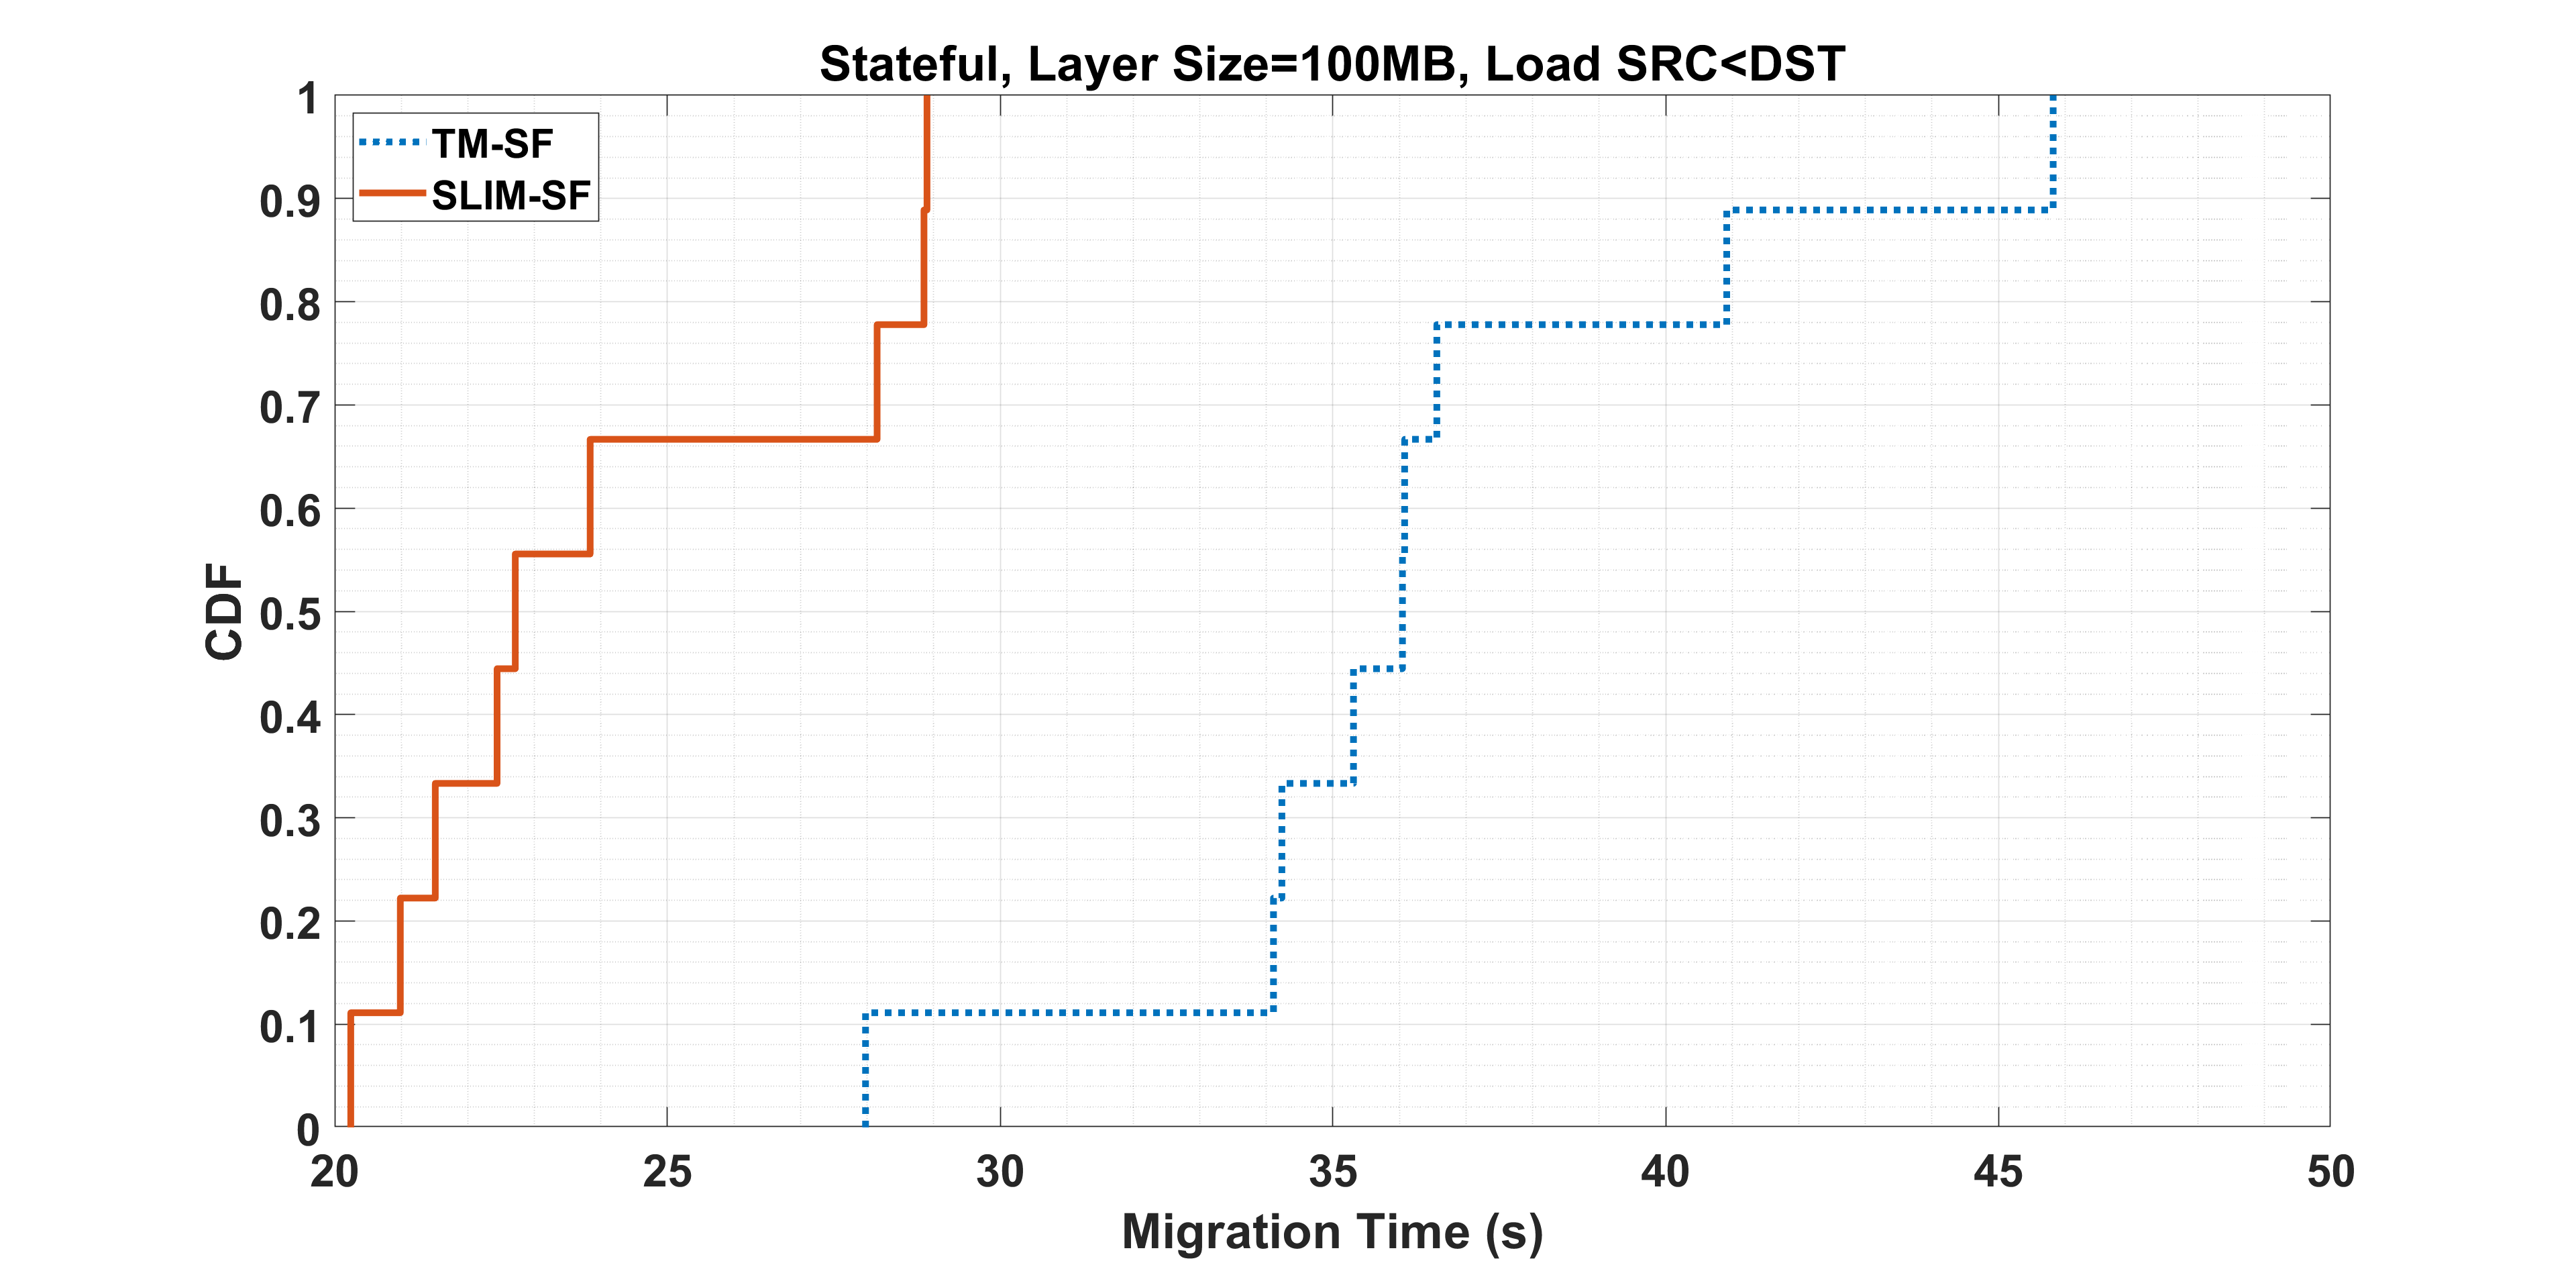 Stateful, Layer Size=100MB, Load SRC<DST
TM-SF
SLIM-SF
1
0.9
0.8
0.7
0.6
0.5
0.4
0.3
0.2
0.1
0
CDF
20 25 30 35 40 45 50
Migration Time (s)